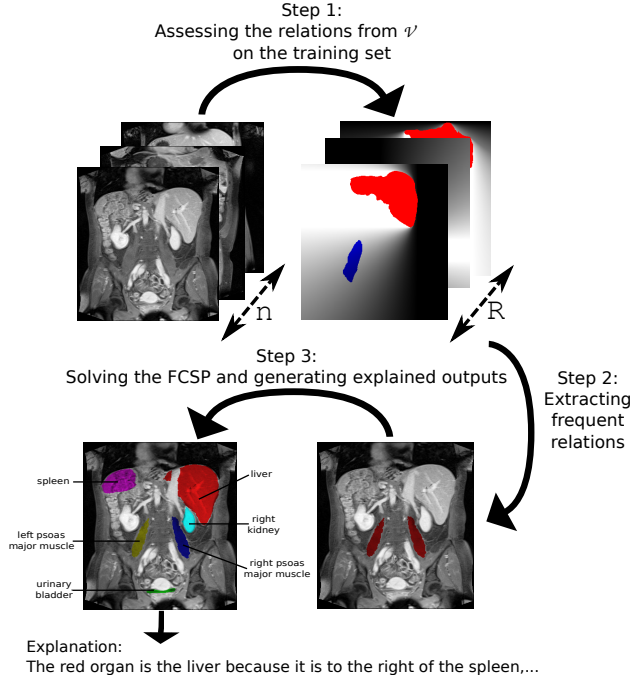 Step 1:
Assessing the relations from 𝒱
on the training set
n
R
Step 3:
Solving the FCSP and generating explained outputs
Step 2:
Extracting
frequent
relations
spleen
liver
right
kidney
left psoas
major muscle
right psoas
major muscle
urinary
bladder
Explanation:
The red organ is the liver because it is to the right of the spleen,...